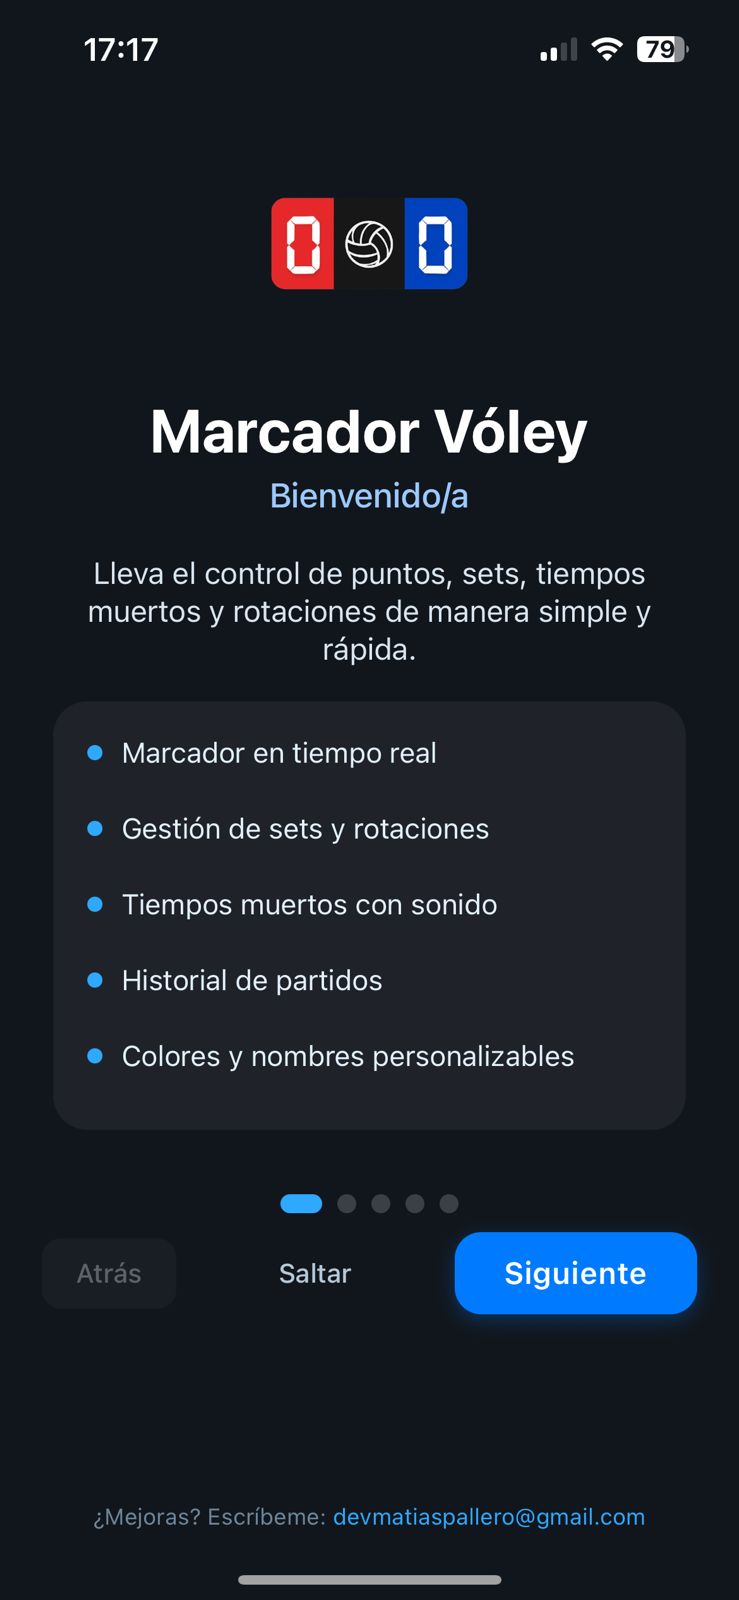 17:17
79
0 0
Marcador Vóley
Bienvenido/a
Lleva el control de puntos, sets, tiempos
muertos y rotaciones de manera simple y
rápida.
Marcador en tiempo real
Gestión de sets y rotaciones
Tiempos muertos con sonido
Historial de partidos
Colores y nombres personalizables
Atrás
Saltar
Siguiente
¿Mejoras? Escríbeme: devmatiaspallero@gmail.com